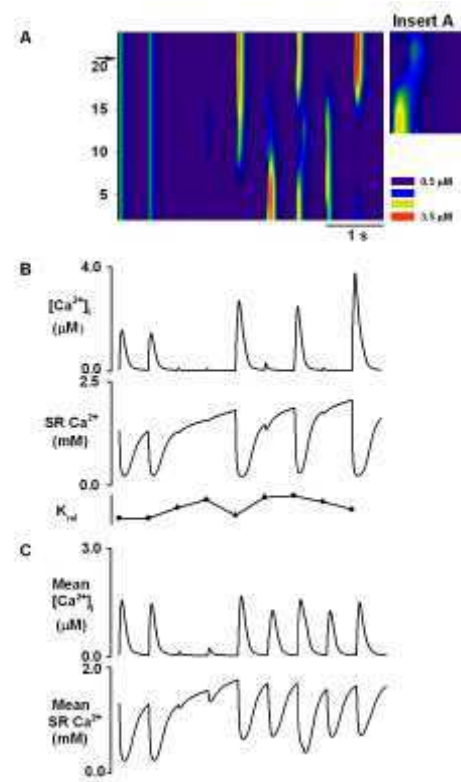 Insert A
A
20
15
10
5
0.5 µM
3.5 µM
1 s
B
4.0
[Ca²⁺]ᵢ
(µM)
0.0
2.5
SR Ca²⁺
(mM)
0.0
K_rel
C
3.0
Mean
[Ca²⁺]ᵢ
(µM)
0.0
2.0
Mean
SR Ca²⁺
(mM)
0.0